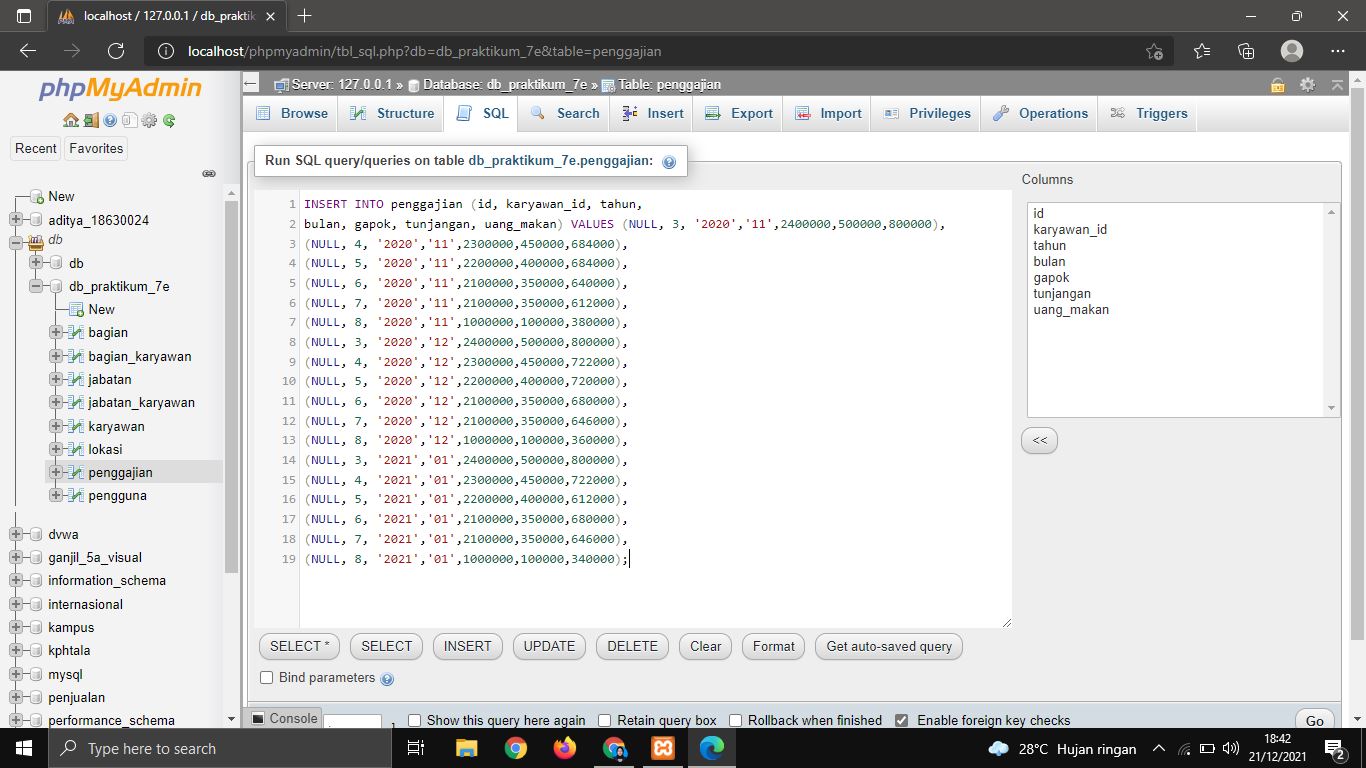 localhost / 127.0.0.1 / db_praktik
localhost/phpmyadmin/tbl_sql.php?db=db_praktikum_7e&table=penggajian
phpMyAdmin
Recent Favorites
New
aditya_18630024
db
db
db_praktikum_7e
New
bagian
bagian_karyawan
jabatan
jabatan_karyawan
karyawan
lokasi
penggajian
pengguna
dvwa
ganjil_5a_visual
information_schema
internasional
kampus
kphtala
mysql
penjualan
performance_schema
Server: 127.0.0.1 » Database: db_praktikum_7e » Table: penggajian
Browse Structure SQL Search Insert Export Import Privileges Operations Triggers
Run SQL query/queries on table db_praktikum_7e.penggajian:
1 INSERT INTO penggajian (id, karyawan_id, tahun,
2 bulan, gapok, tunjangan, uang_makan) VALUES (NULL, 3, '2020','11',2400000,500000,800000),
3 (NULL, 4, '2020','11',2300000,450000,684000),
4 (NULL, 5, '2020','11',2200000,400000,684000),
5 (NULL, 6, '2020','11',2100000,350000,640000),
6 (NULL, 7, '2020','11',2100000,350000,612000),
7 (NULL, 8, '2020','11',1000000,100000,380000),
8 (NULL, 3, '2020','12',2400000,500000,800000),
9 (NULL, 4, '2020','12',2300000,450000,722000),
10 (NULL, 5, '2020','12',2200000,400000,720000),
11 (NULL, 6, '2020','12',2100000,350000,680000),
12 (NULL, 7, '2020','12',2100000,350000,646000),
13 (NULL, 8, '2020','12',1000000,100000,360000),
14 (NULL, 3, '2021','01',2400000,500000,800000),
15 (NULL, 4, '2021','01',2300000,450000,722000),
16 (NULL, 5, '2021','01',2200000,400000,612000),
17 (NULL, 6, '2021','01',2100000,350000,680000),
18 (NULL, 7, '2021','01',2100000,350000,646000),
19 (NULL, 8, '2021','01',1000000,100000,340000);
Columns
id
karyawan_id
tahun
bulan
gapok
tunjangan
uang_makan
<<
SELECT * SELECT INSERT UPDATE DELETE Clear Format Get auto-saved query
Bind parameters
Console
Show this query here again Retain query box Rollback when finished Enable foreign key checks
Go
Type here to search
28°C Hujan ringan
18:42
21/12/2021
2